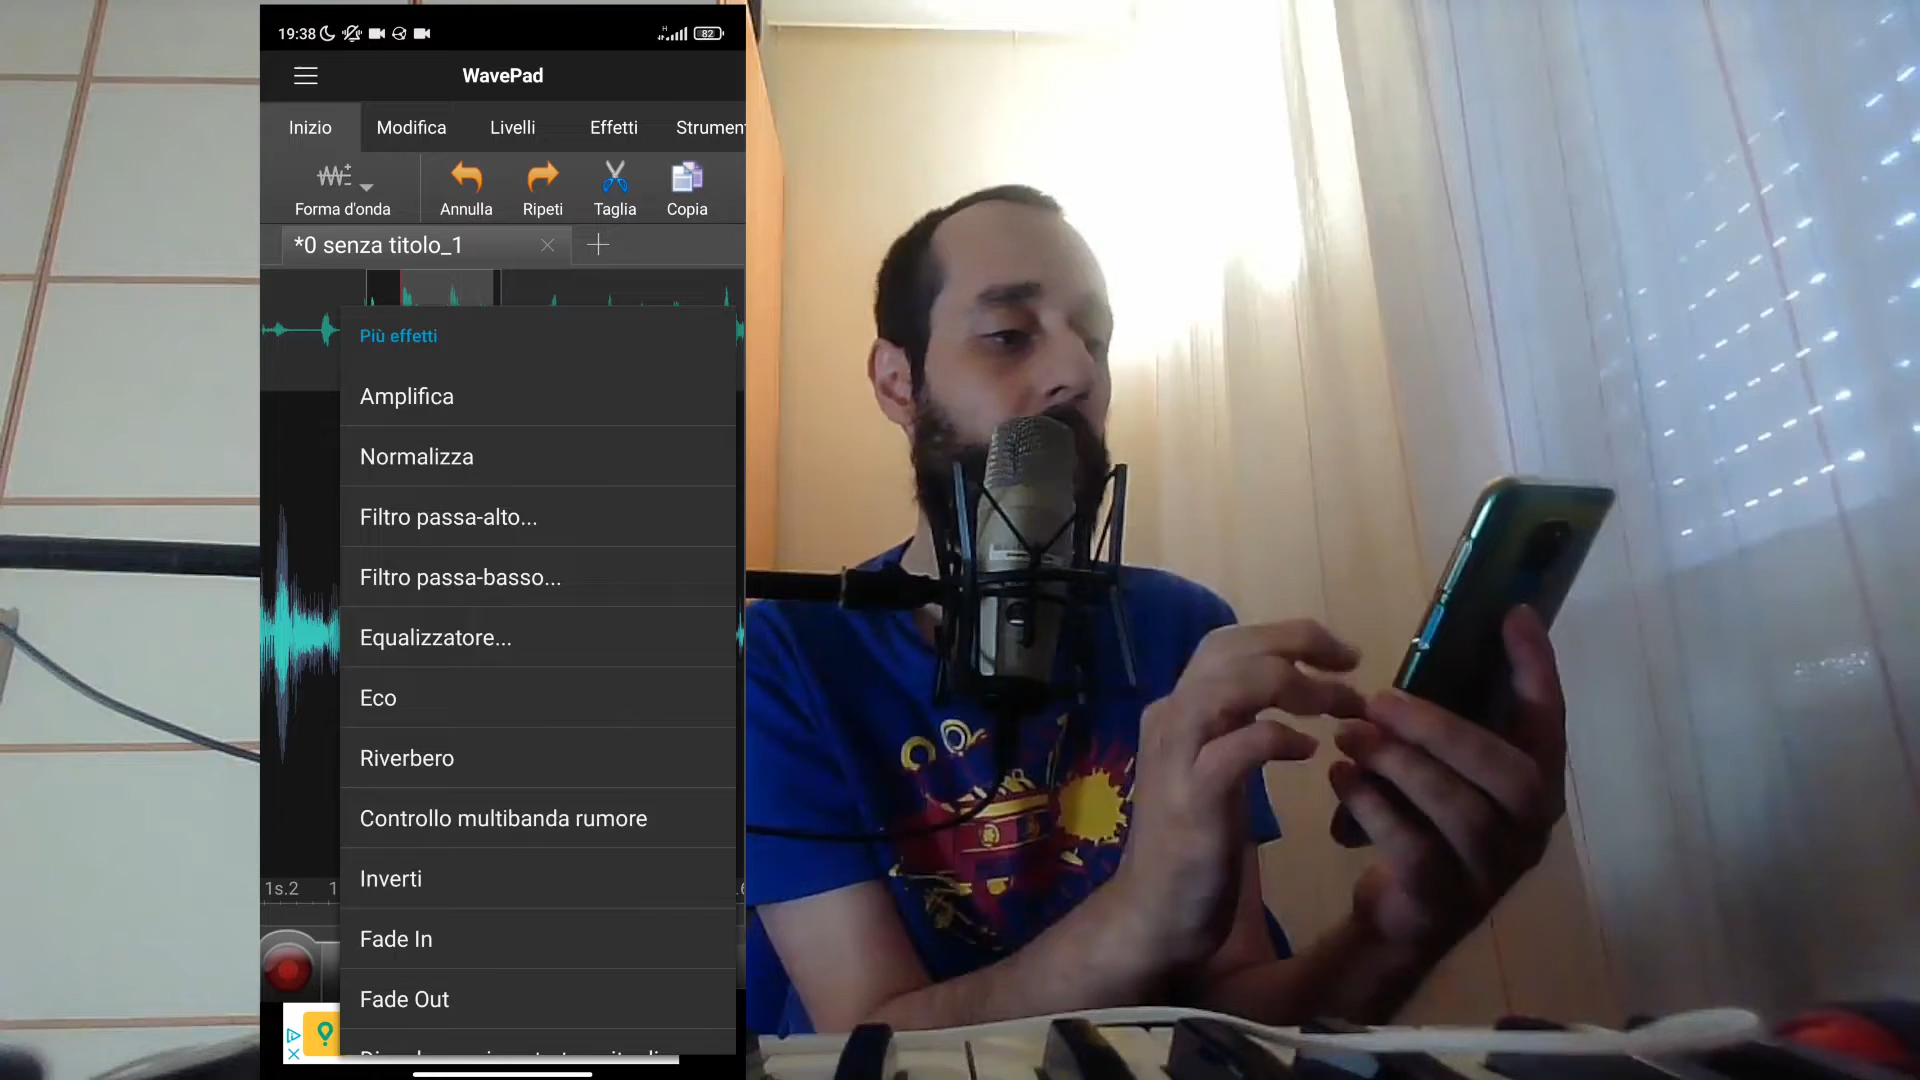 19:38
82
WavePad
Inizio Modifica Livelli Effetti
Forma d'onda Annulla Ripeti Taglia Copia
*0 senza titolo_1
Più effetti
Amplifica
Normalizza
Filtro passa-alto...
Filtro passa-basso...
Equalizzatore...
Eco
Riverbero
Controllo multibanda rumore
Inverti
Fade In
Fade Out
1s.2